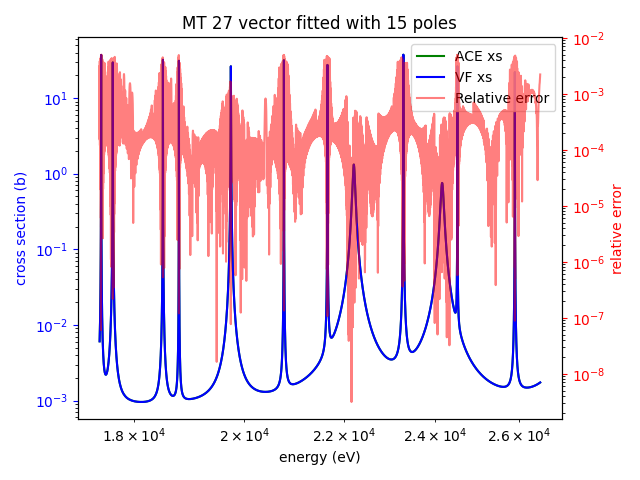 MT 27 vector fitted with 15 poles
ACE xs
VF xs
Relative error
cross section (b)
10¹
10⁰
10⁻¹
10⁻²
10⁻³
relative error
10⁻²
10⁻³
10⁻⁴
10⁻⁵
10⁻⁶
10⁻⁷
10⁻⁸
1.8 × 10⁴ 2 × 10⁴ 2.2 × 10⁴ 2.4 × 10⁴ 2.6 × 10⁴
energy (eV)